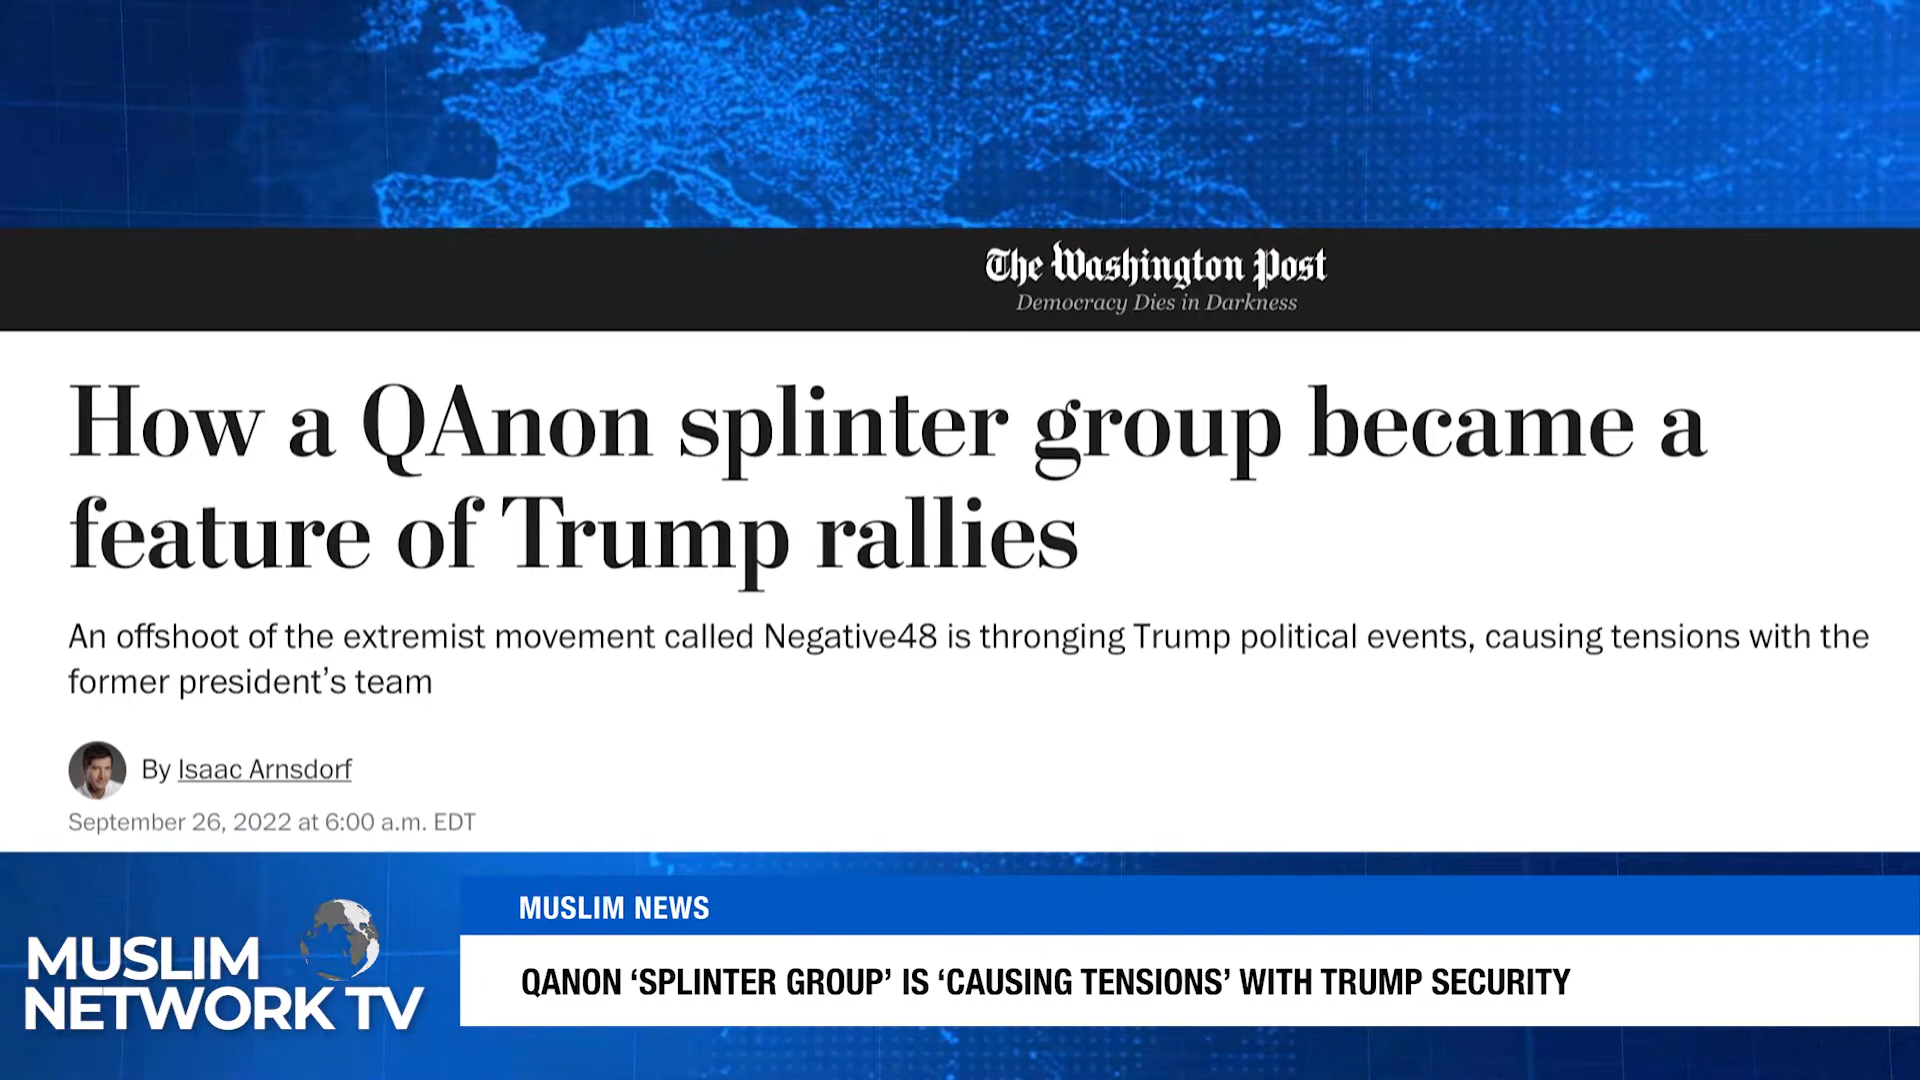 The Washington Post
Democracy Dies in Darkness
How a QAnon splinter group became a
feature of Trump rallies
An offshoot of the extremist movement called Negative48 is thronging Trump political events, causing tensions with the
former president’s team
By Isaac Arnsdorf
September 26, 2022 at 6:00 a.m. EDT
MUSLIM NEWS
MUSLIM
NETWORK TV
QANON ‘SPLINTER GROUP’ IS ‘CAUSING TENSIONS’ WITH TRUMP SECURITY